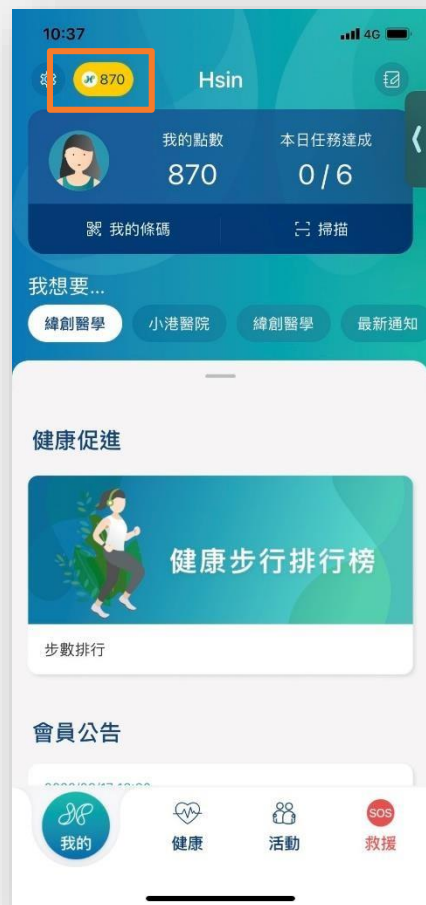 10:37
4G
870
Hsin
我的點數
本日任務達成
870
0 / 6
我的條碼
掃描
我想要...
緯創醫學
小港醫院
緯創醫學
最新通知
健康促進
健康步行排行榜
步數排行
會員公告
我的
健康
活動
SOS
救援